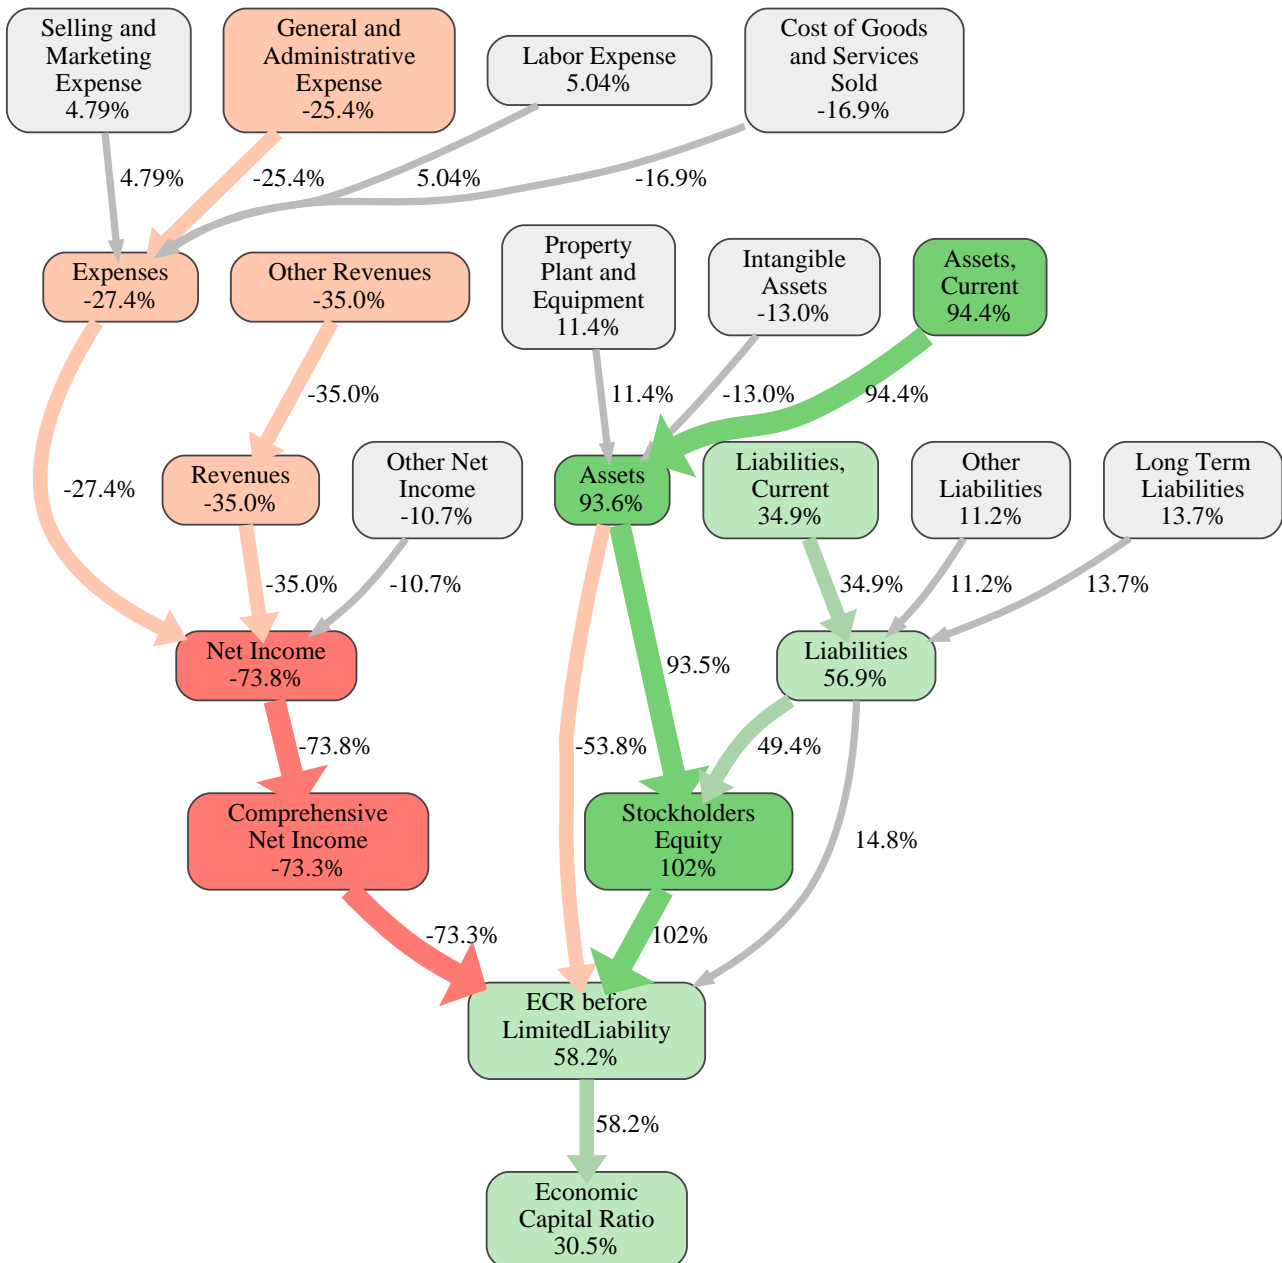 Selling and
Marketing
Expense
4.79%
General and
Administrative
Expense
-25.4%
Labor Expense
5.04%
Cost of Goods
and Services
Sold
-16.9%
4.79%
-25.4%
5.04%
-16.9%
Expenses
-27.4%
Other Revenues
-35.0%
Property
Plant and
Equipment
11.4%
Intangible
Assets
-13.0%
Assets,
Current
94.4%
-35.0%
11.4%
-13.0%
94.4%
-27.4%
Revenues
-35.0%
Other Net
Income
-10.7%
Assets
93.6%
Liabilities,
Current
34.9%
Other
Liabilities
11.2%
Long Term
Liabilities
13.7%
-35.0%
-10.7%
34.9%
11.2%
13.7%
Net Income
-73.8%
93.5%
Liabilities
56.9%
-73.8%
-53.8%
49.4%
Comprehensive
Net Income
-73.3%
Stockholders
Equity
102%
14.8%
-73.3%
102%
ECR before
LimitedLiability
58.2%
58.2%
Economic
Capital Ratio
30.5%